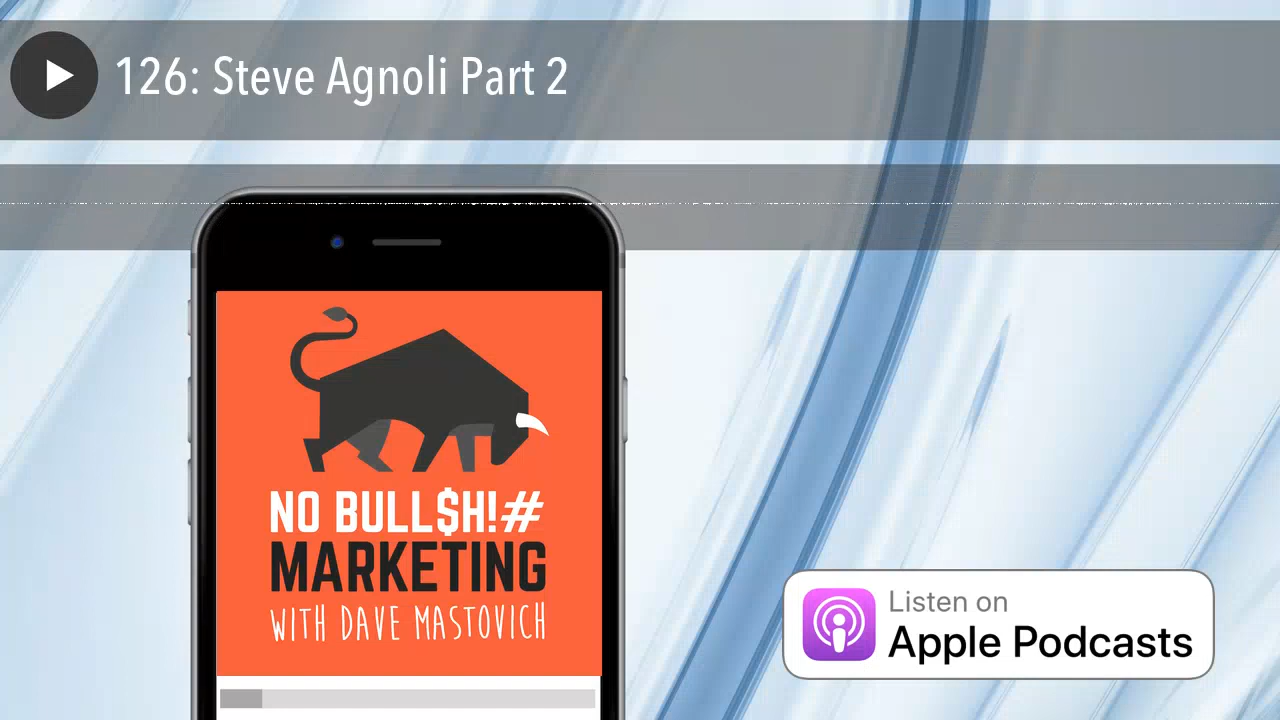 126: Steve Agnoli Part 2
NO BULL$H!#
MARKETING
WITH DAVE MASTOVICH
Listen on
Apple Podcasts